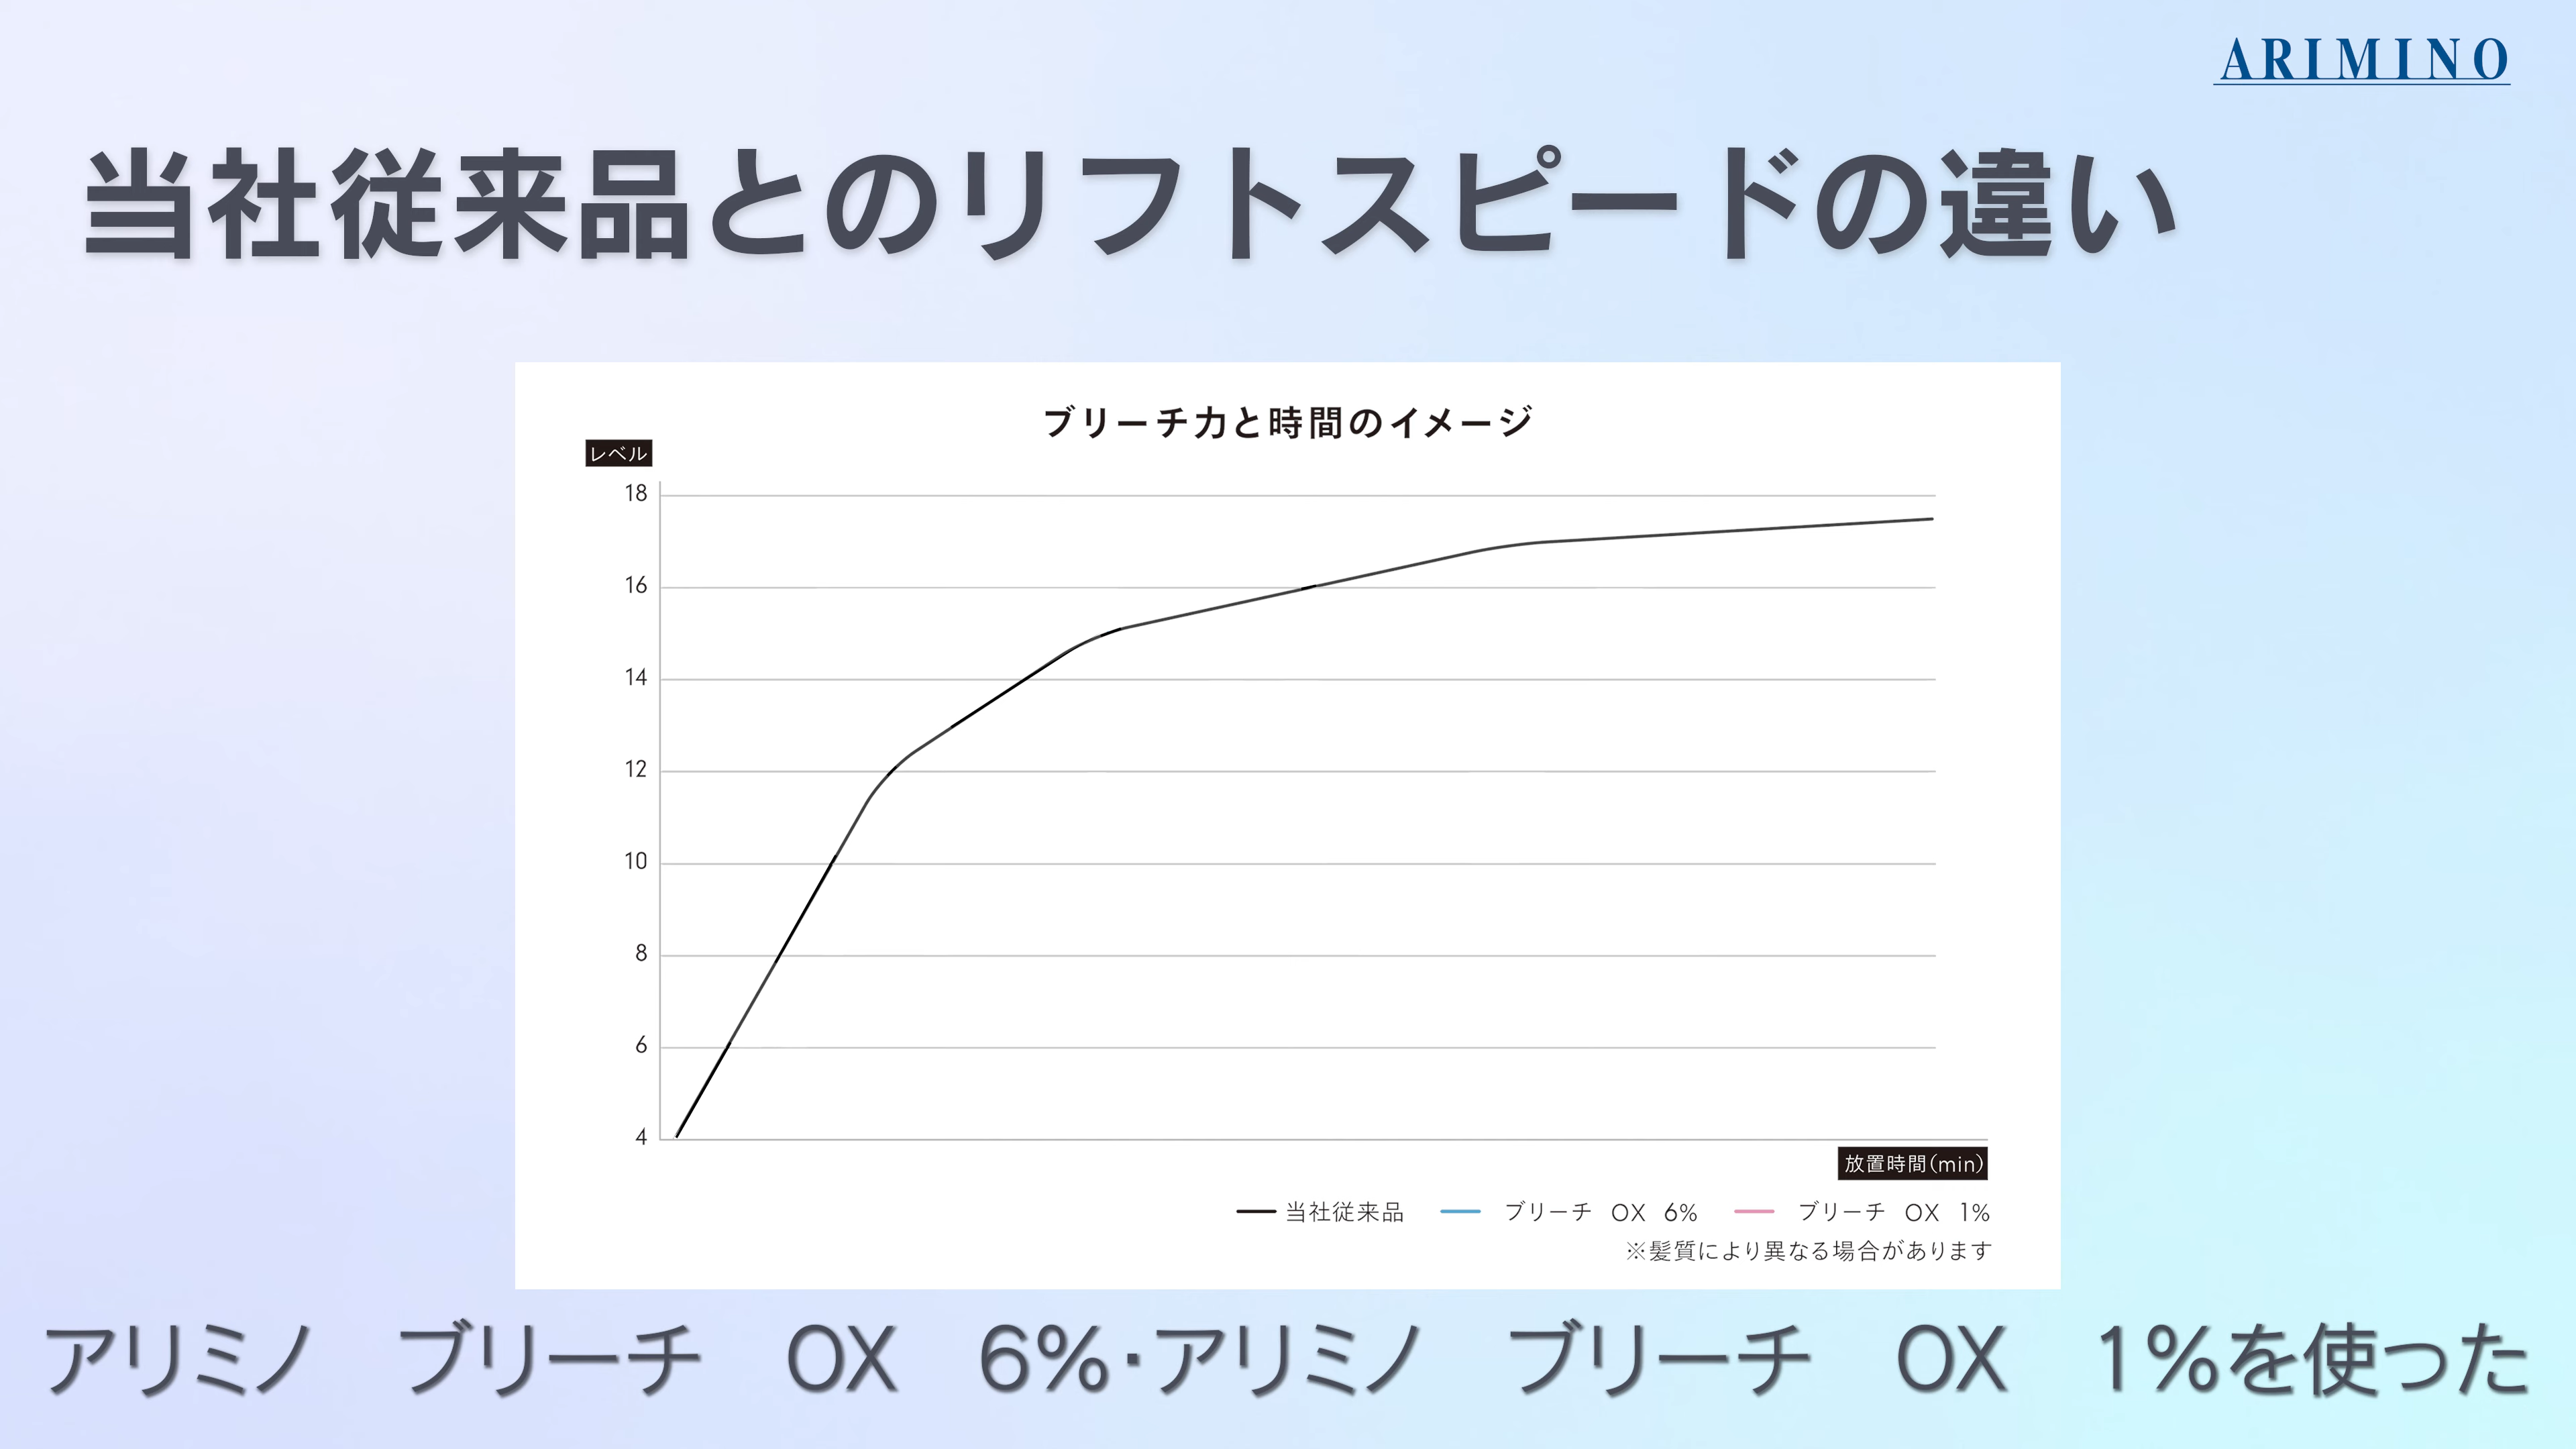 ARIMINO
当社従来品とのリフトスピードの違い
ブリーチ力と時間のイメージ
レベル
18
16
14
12
10
8
6
4
放置時間(min)
当社従来品 ブリーチ OX 6% ブリーチ OX 1%
※髪質により異なる場合があります
アリミノ ブリーチ OX 6%・アリミノ ブリーチ OX 1%を使った